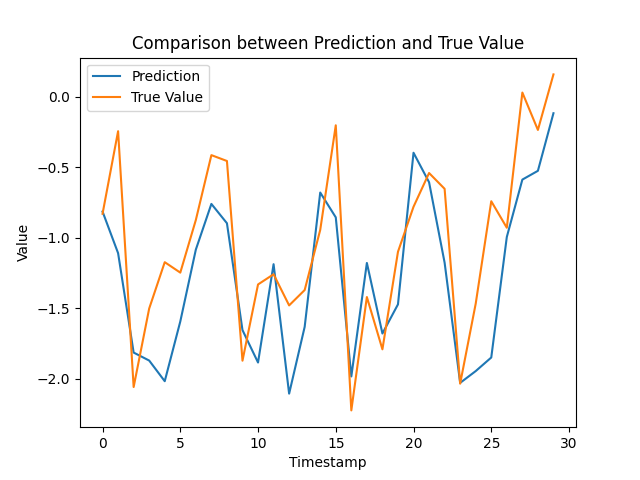 Comparison between Prediction and True Value
Prediction
True Value
0.0
−0.5
−1.0
−1.5
−2.0
Value
0 5 10 15 20 25 30
Timestamp